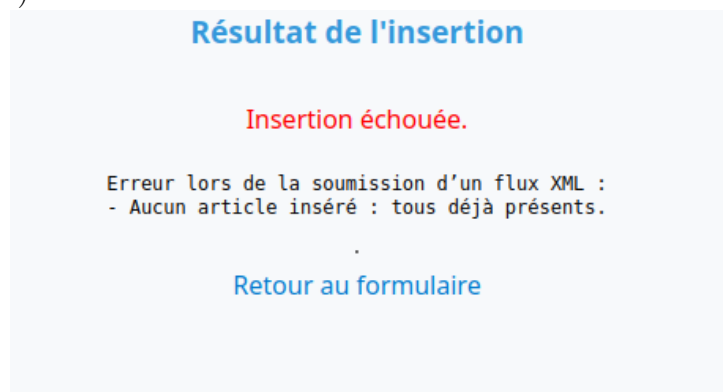 Résultat de l'insertion
Insertion échouée.
Erreur lors de la soumission d’un flux XML :
- Aucun article inséré : tous déjà présents.
.
Retour au formulaire